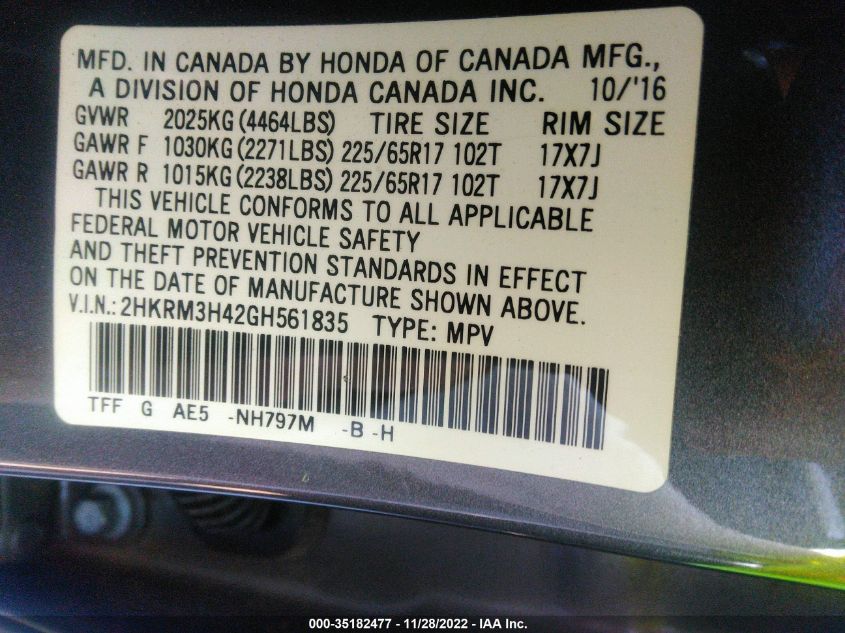 MFD. IN CANADA BY HONDA OF CANADA MFG.,
A DIVISION OF HONDA CANADA INC. 10/'16
GVWR 2025KG (4464LBS) TIRE SIZE RIM SIZE
GAWR F 1030KG (2271LBS) 225/65R17 102T 17X7J
GAWR R 1015KG (2238LBS) 225/65R17 102T 17X7J
THIS VEHICLE CONFORMS TO ALL APPLICABLE
FEDERAL MOTOR VEHICLE SAFETY
AND THEFT PREVENTION STANDARDS IN EFFECT
ON THE DATE OF MANUFACTURE SHOWN ABOVE.
V.I.N.: 2HKRM3H42GH561835 TYPE: MPV
TFF G AE5 -NH797M -B -H
000-35182477 - 11/28/2022 - IAA Inc.